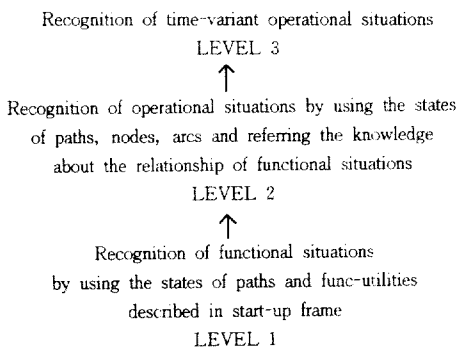 Recognition of time-variant operational situations
LEVEL 3
↑
Recognition of operational situations by using the states
of paths, nodes, arcs and referring the knowledge
about the relationship of functional situations
LEVEL 2
↑
Recognition of functional situations
by using the states of paths and func-utilities
described in start-up frame
LEVEL 1